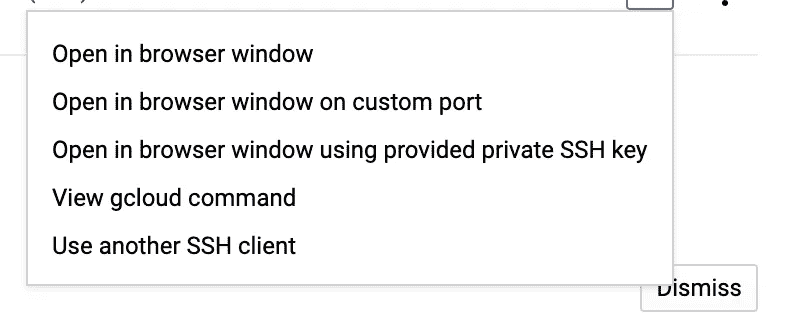 Open in browser window
Open in browser window on custom port
Open in browser window using provided private SSH key
View gcloud command
Use another SSH client
Dismiss